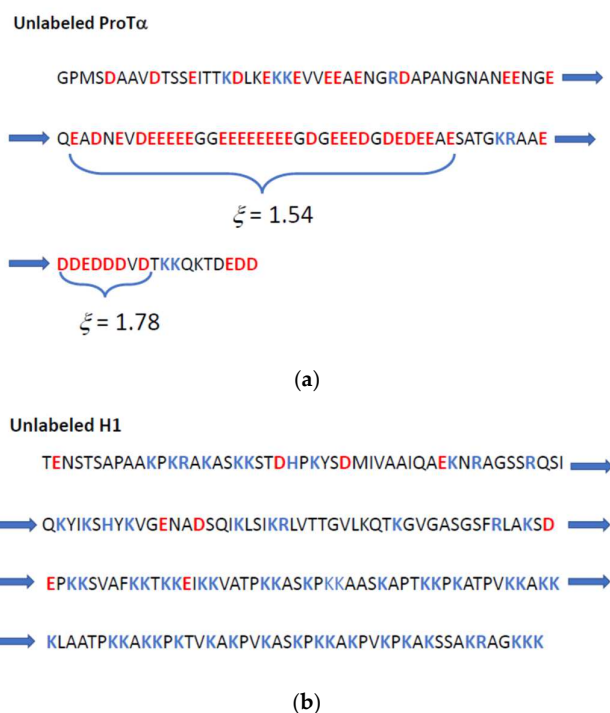 Unlabeled ProTα
GPMSDAAVDTSSEITTKDLKEKKEVVEEAENGRDAPANGNANEENGE
QEADNEVDEEEEEGGEEEEEEEEGDGEEEDGDEDEEAESATGKRAAE
ξ = 1.54
DDEDDDVDTKKQKTDEDD
ξ = 1.78
(a)
Unlabeled H1
TENSTSAPAAKPKRAKASKKSTDHPKYSDMIVAAIQAEKNRAGSSRQSI
QKYIKSHYKVGENADSQIKLSIKRLVTTGVLKQTKGVGASGSFRLAKSD
EPKKSVAFKKTKKEIKKVATPKKASKPKKAASKAPTKKPKATPVKKAKK
KLAATPKKAKKPKTVKAKPVKASKPKKAKPVKPKAKSSAKRAGKKK
(b)